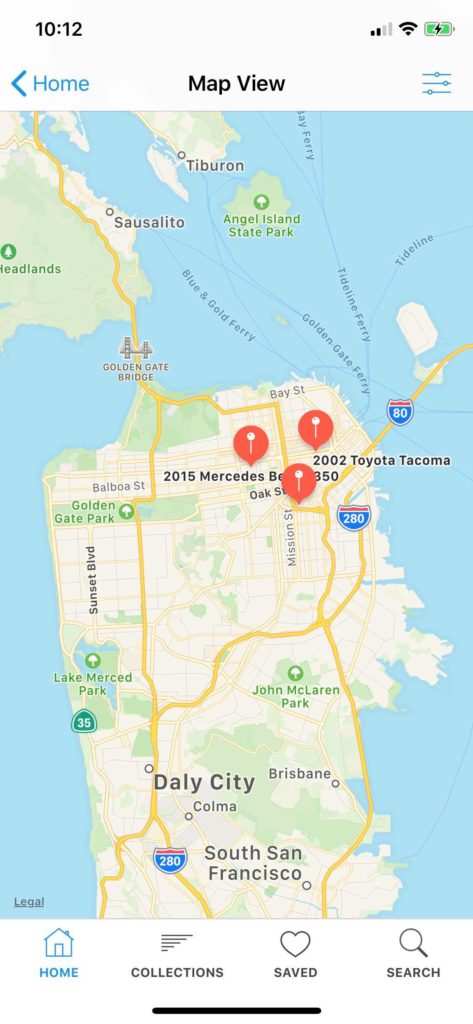 10:12
Home
Map View
Bay Ferry
Tiburon
Angel Island
State Park
Sausalito
Headlands
Tideline
Blue & Gold Ferry
Tideline Ferry
Golden Gate Ferry
GOLDEN GATE
BRIDGE
Bay St
80
2002 Toyota Tacoma
2015 Mercedes Be
350
Balboa St
Oak St
Golden
Gate Park
280
Mission St
Sunset Blvd
Lake Merced
Park
John McLaren
Park
35
Daly City
Brisbane
Colma
280
South San
Francisco
Legal
HOME
COLLECTIONS
SAVED
SEARCH